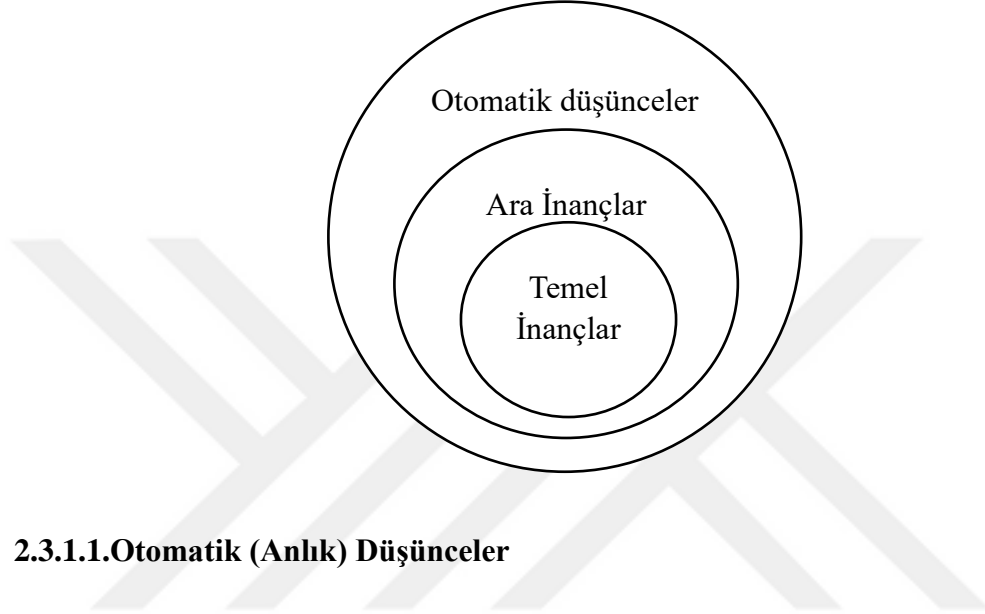 Otomatik düşünceler
Ara İnançlar
Temel
İnançlar
2.3.1.1.Otomatik (Anlık) Düşünceler